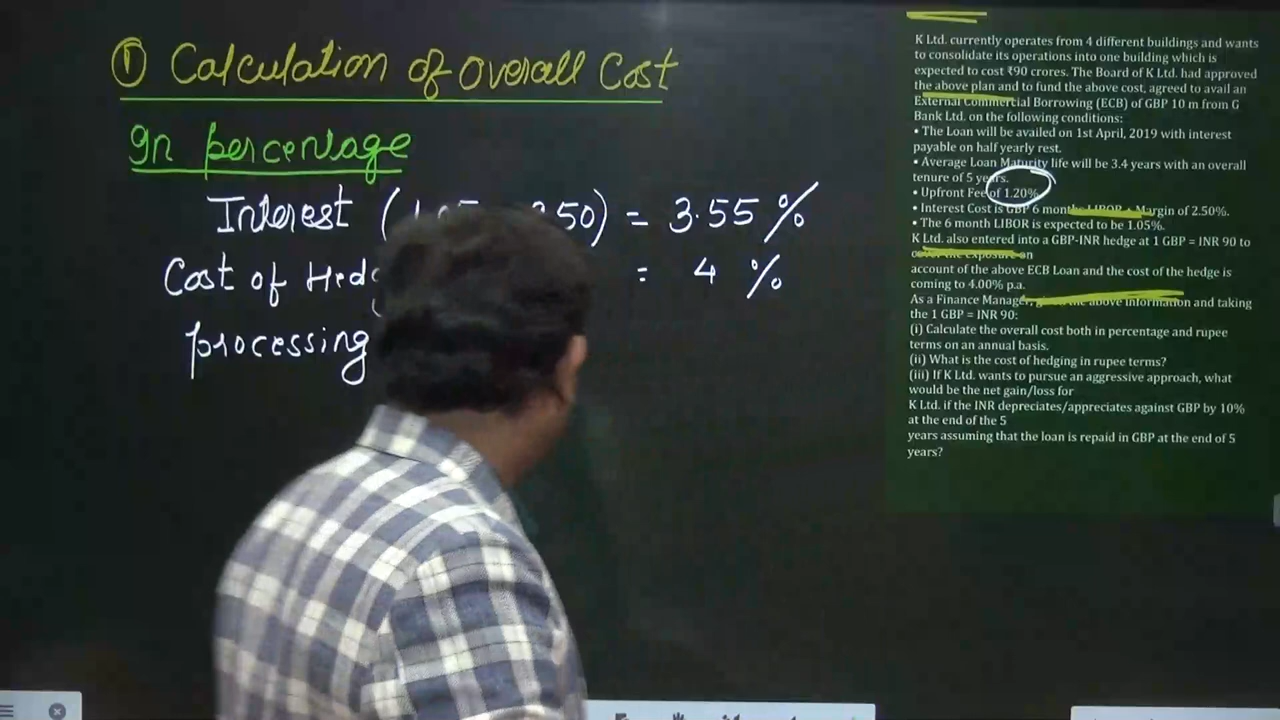 ① Calculation of Overall Cost
In percentage
Interest ( 50) = 3.55 %
Cost of Hed = 4 %
processing
K Ltd. currently operates from 4 different buildings and wants
to consolidate its operations into one building which is
expected to cost ₹90 crores. The Board of K Ltd. had approved
the above plan and to fund the above cost, agreed to avail an
External Commercial Borrowing (ECB) of GBP 10 m from G
Bank Ltd. on the following conditions:
• The Loan will be availed on 1st April, 2019 with interest
payable on half yearly rest.
• Average Loan Maturity life will be 3.4 years with an overall
tenure of 5 years.
• Upfront Fee of 1.20%.
• Interest Cost is GBP 6 months LIBOR + Margin of 2.50%.
• The 6 month LIBOR is expected to be 1.05%.
K Ltd. also entered into a GBP-INR hedge at 1 GBP = INR 90 to
cover the exposure on
account of the above ECB Loan and the cost of the hedge is
coming to 4.00% p.a.
As a Finance Manager, given the above information and taking
the 1 GBP = INR 90:
(i) Calculate the overall cost both in percentage and rupee
terms on an annual basis.
(ii) What is the cost of hedging in rupee terms?
(iii) If K Ltd. wants to pursue an aggressive approach, what
would be the net gain/loss for
K Ltd. if the INR depreciates/appreciates against GBP by 10%
at the end of the 5
years assuming that the loan is repaid in GBP at the end of 5
years?